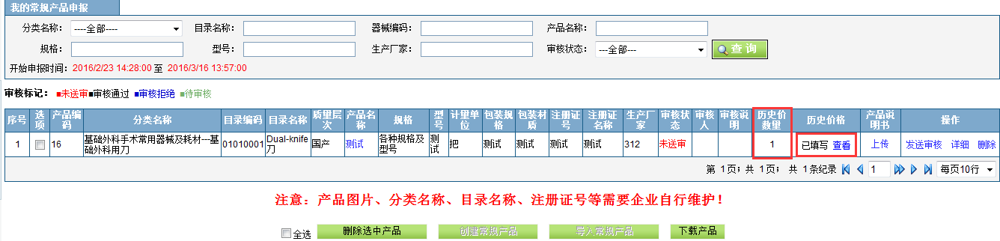 我的常规产品申报
分类名称： ----全部---- 目录名称： 器械编码： 产品名称：
规格： 型号： 生产厂家： 审核状态： ---全部--- 查 询
开始申报时间：2016/2/23 14:28:00 至 2016/3/16 13:57:00
审核标记： ■未送审■审核通过 ■审核拒绝 ■待审核
序号 选项 产品编码 分类名称 目录编码 目录名称 质量层次 产品名称 规格 型号 计量单位 包装规格 包装材质 注册证号 注册证名称 生产厂家 审核状态 审核人 审核说明 历史价数量 历史价格 产品说明书 操作
1 16 基础外科手术常用器械及耗材---基础外科用刀 01010001 Dual-knife刀 国产 测试 各种规格及型号 测试 把 测试 测试 测试 测试 312 未送审 1 已填写 查看 上传 发送审核 详细 删除
第 1页；共 1页； 共 1条纪录 1 每页10行
注意：产品图片、分类名称、目录名称、注册证号等需要企业自行维护！
全选 删除选中产品 创建常规产品 导入常规产品 下载产品